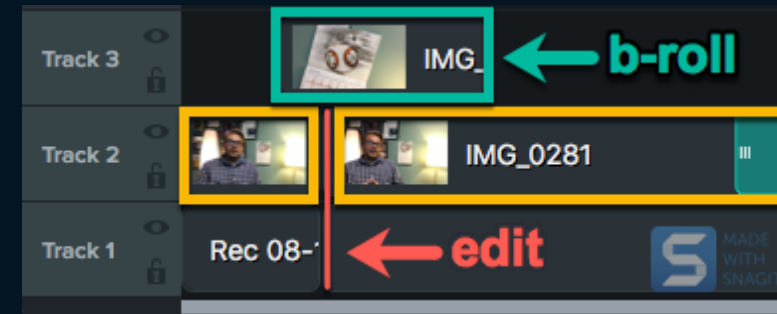 Track 3
IMG_
b-roll
Track 2
IMG_0281
Track 1
Rec 08-
edit
MADE
WITH
SNAGIT